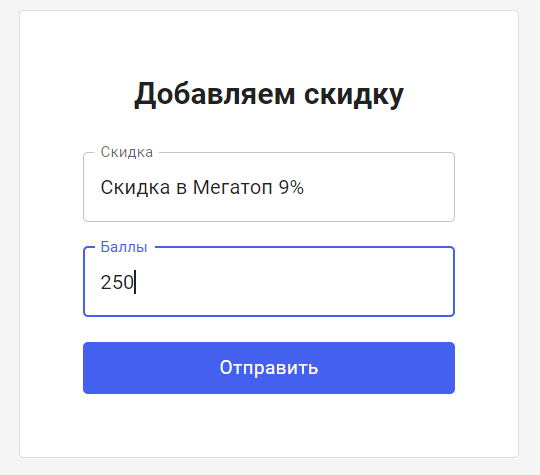 Добавляем скидку
Скидка
Скидка в Мегатоп 9%
Баллы
250
Отправить